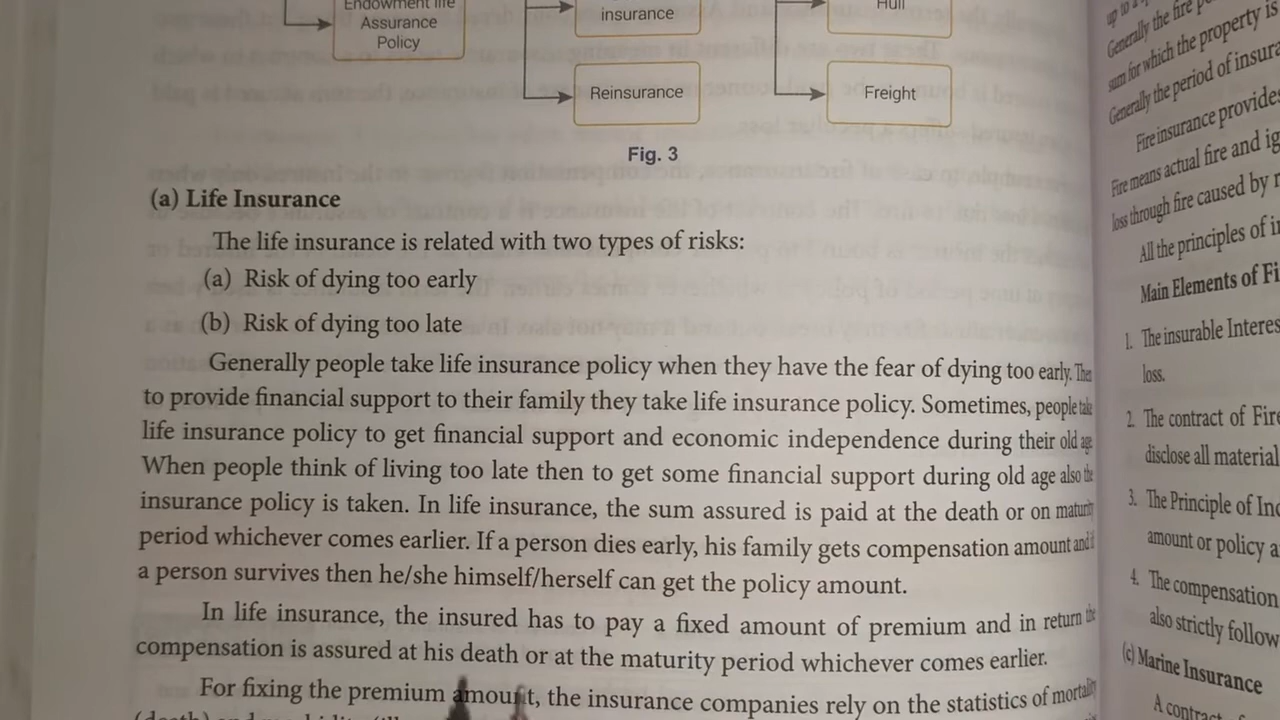 Endowment life
Assurance
Policy
insurance
Hull
Reinsurance
Freight
Fig. 3
(a) Life Insurance
The life insurance is related with two types of risks:
(a) Risk of dying too early
(b) Risk of dying too late
Generally people take life insurance policy when they have the fear of dying too early.
to provide financial support to their family they take life insurance policy. Sometimes, people take
life insurance policy to get financial support and economic independence during their old age
When people think of living too late then to get some financial support during old age also the
insurance policy is taken. In life insurance, the sum assured is paid at the death or on maturity
period whichever comes earlier. If a person dies early, his family gets compensation amount and if
a person survives then he/she himself/herself can get the policy amount.
In life insurance, the insured has to pay a fixed amount of premium and in return the
compensation is assured at his death or at the maturity period whichever comes earlier.
For fixing the premium amount, the insurance companies rely on the statistics of mortality
up to a
Generally the fire
sum for which the property is
Generally the period of insura
Fire insurance provides
Fire means actual fire and ig
loss through fire caused by
All the principles of
Main Elements of Fi
1. The insurable Interes
loss.
2. The contract of Fire
disclose all material
3. The Principle of Ind
amount or policy a
4. The compensation
also strictly follow
(c) Marine Insurance
A contract